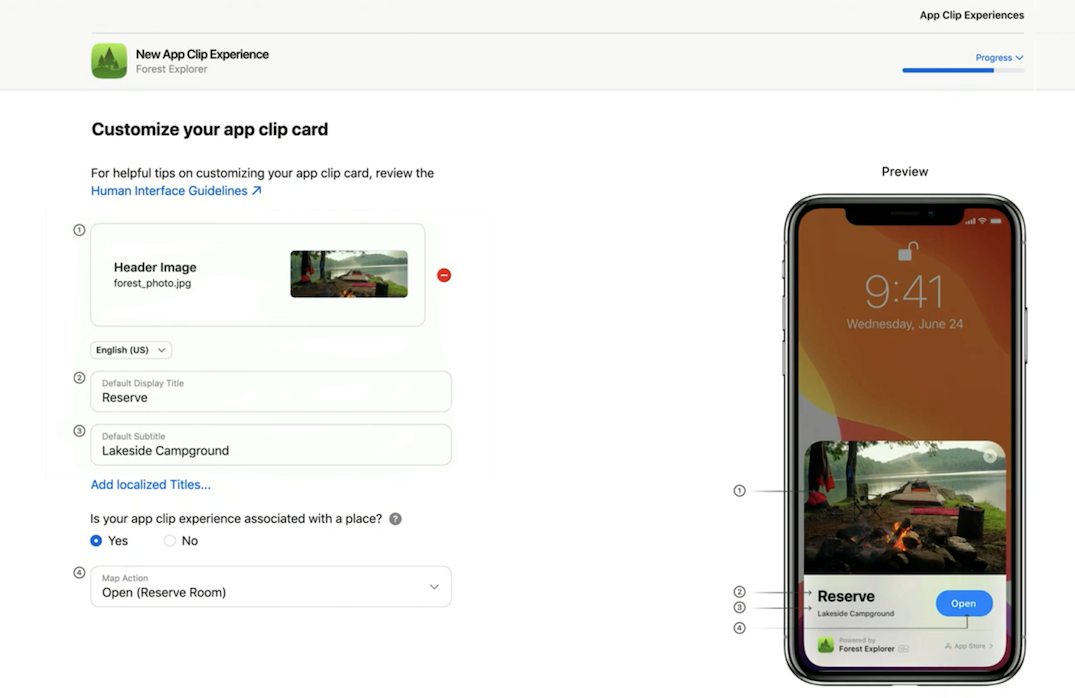 App Clip Experiences
New App Clip Experience
Forest Explorer
Progress
Customize your app clip card
For helpful tips on customizing your app clip card, review the
Human Interface Guidelines
1
Header Image
forest_photo.jpg
English (US)
2
Default Display Title
Reserve
3
Default Subtitle
Lakeside Campground
Add localized Titles...
Is your app clip experience associated with a place? ?
Yes
No
4
Map Action
Open (Reserve Room)
Preview
9:41
Wednesday, June 24
1
2
Reserve
3
Lakeside Campground
Open
4
Powered by
Forest Explorer
App Store